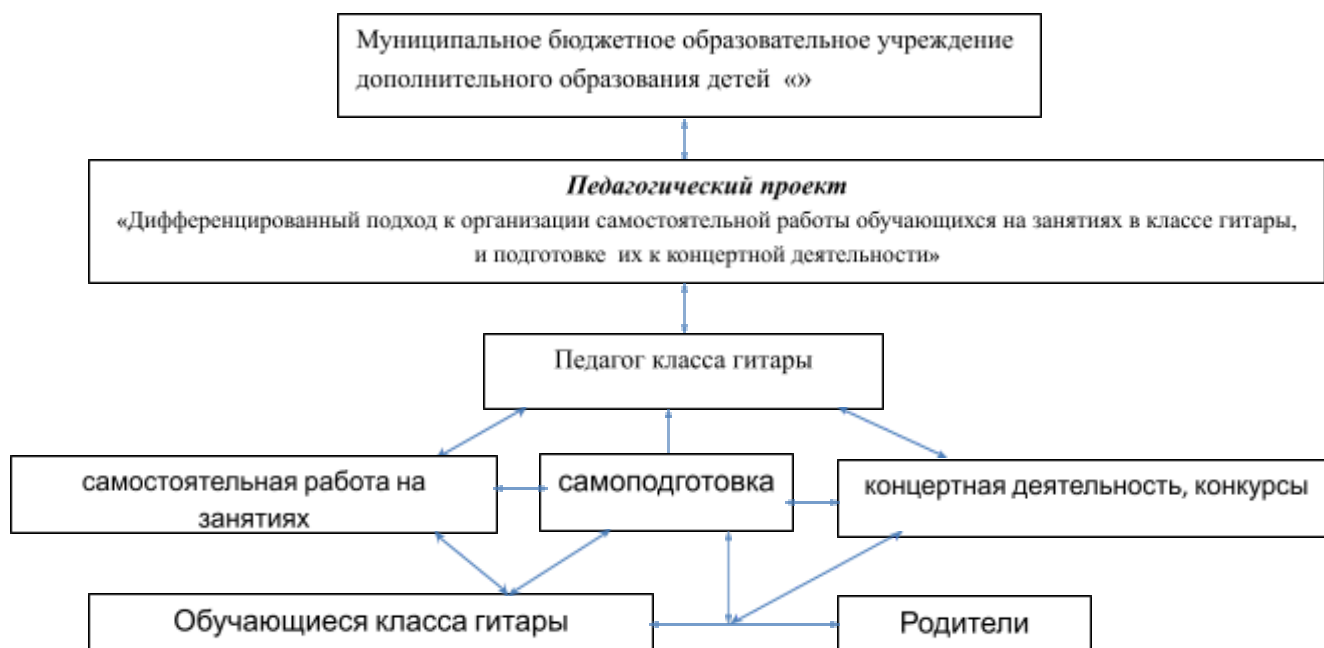 Муниципальное бюджетное образовательное учреждение
дополнительного образования детей «»
Педагогический проект
«Дифференцированный подход к организации самостоятельной работы обучающихся на занятиях в классе гитары,
и подготовке их к концертной деятельности»
Педагог класса гитары
самостоятельная работа на
занятиях
самоподготовка
концертная деятельность, конкурсы
Обучающиеся класса гитары
Родители